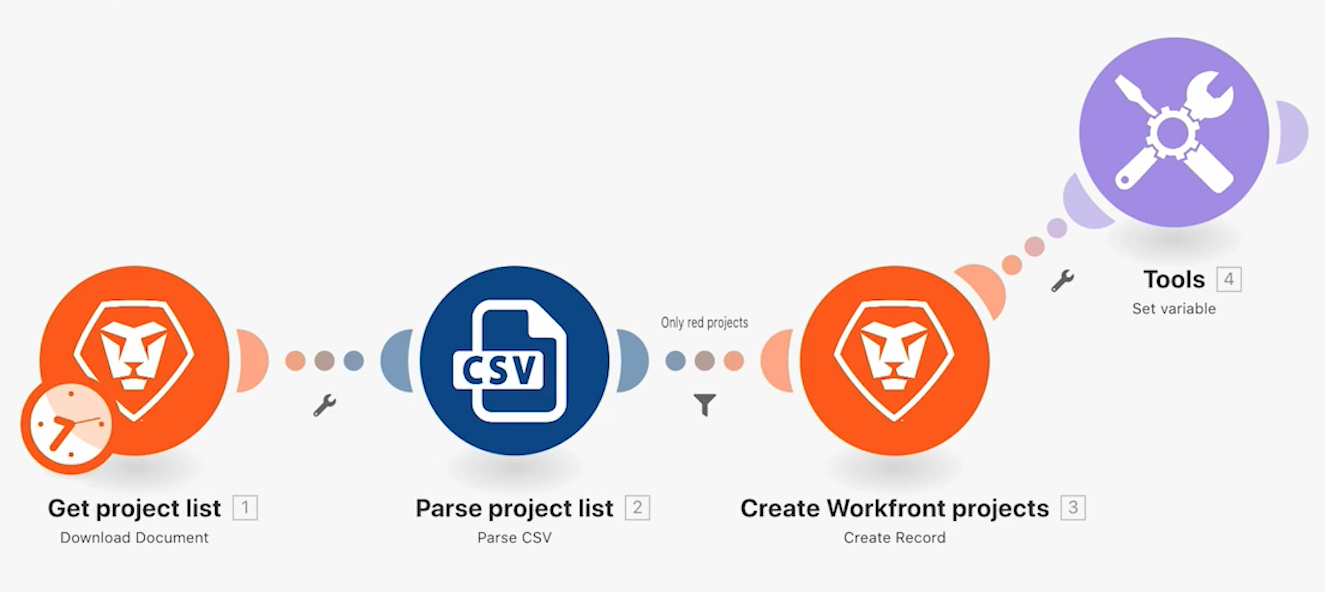 Get project list 1
Download Document
CSV
Parse project list 2
Parse CSV
Only red projects
Create Workfront projects 3
Create Record
Tools 4
Set variable